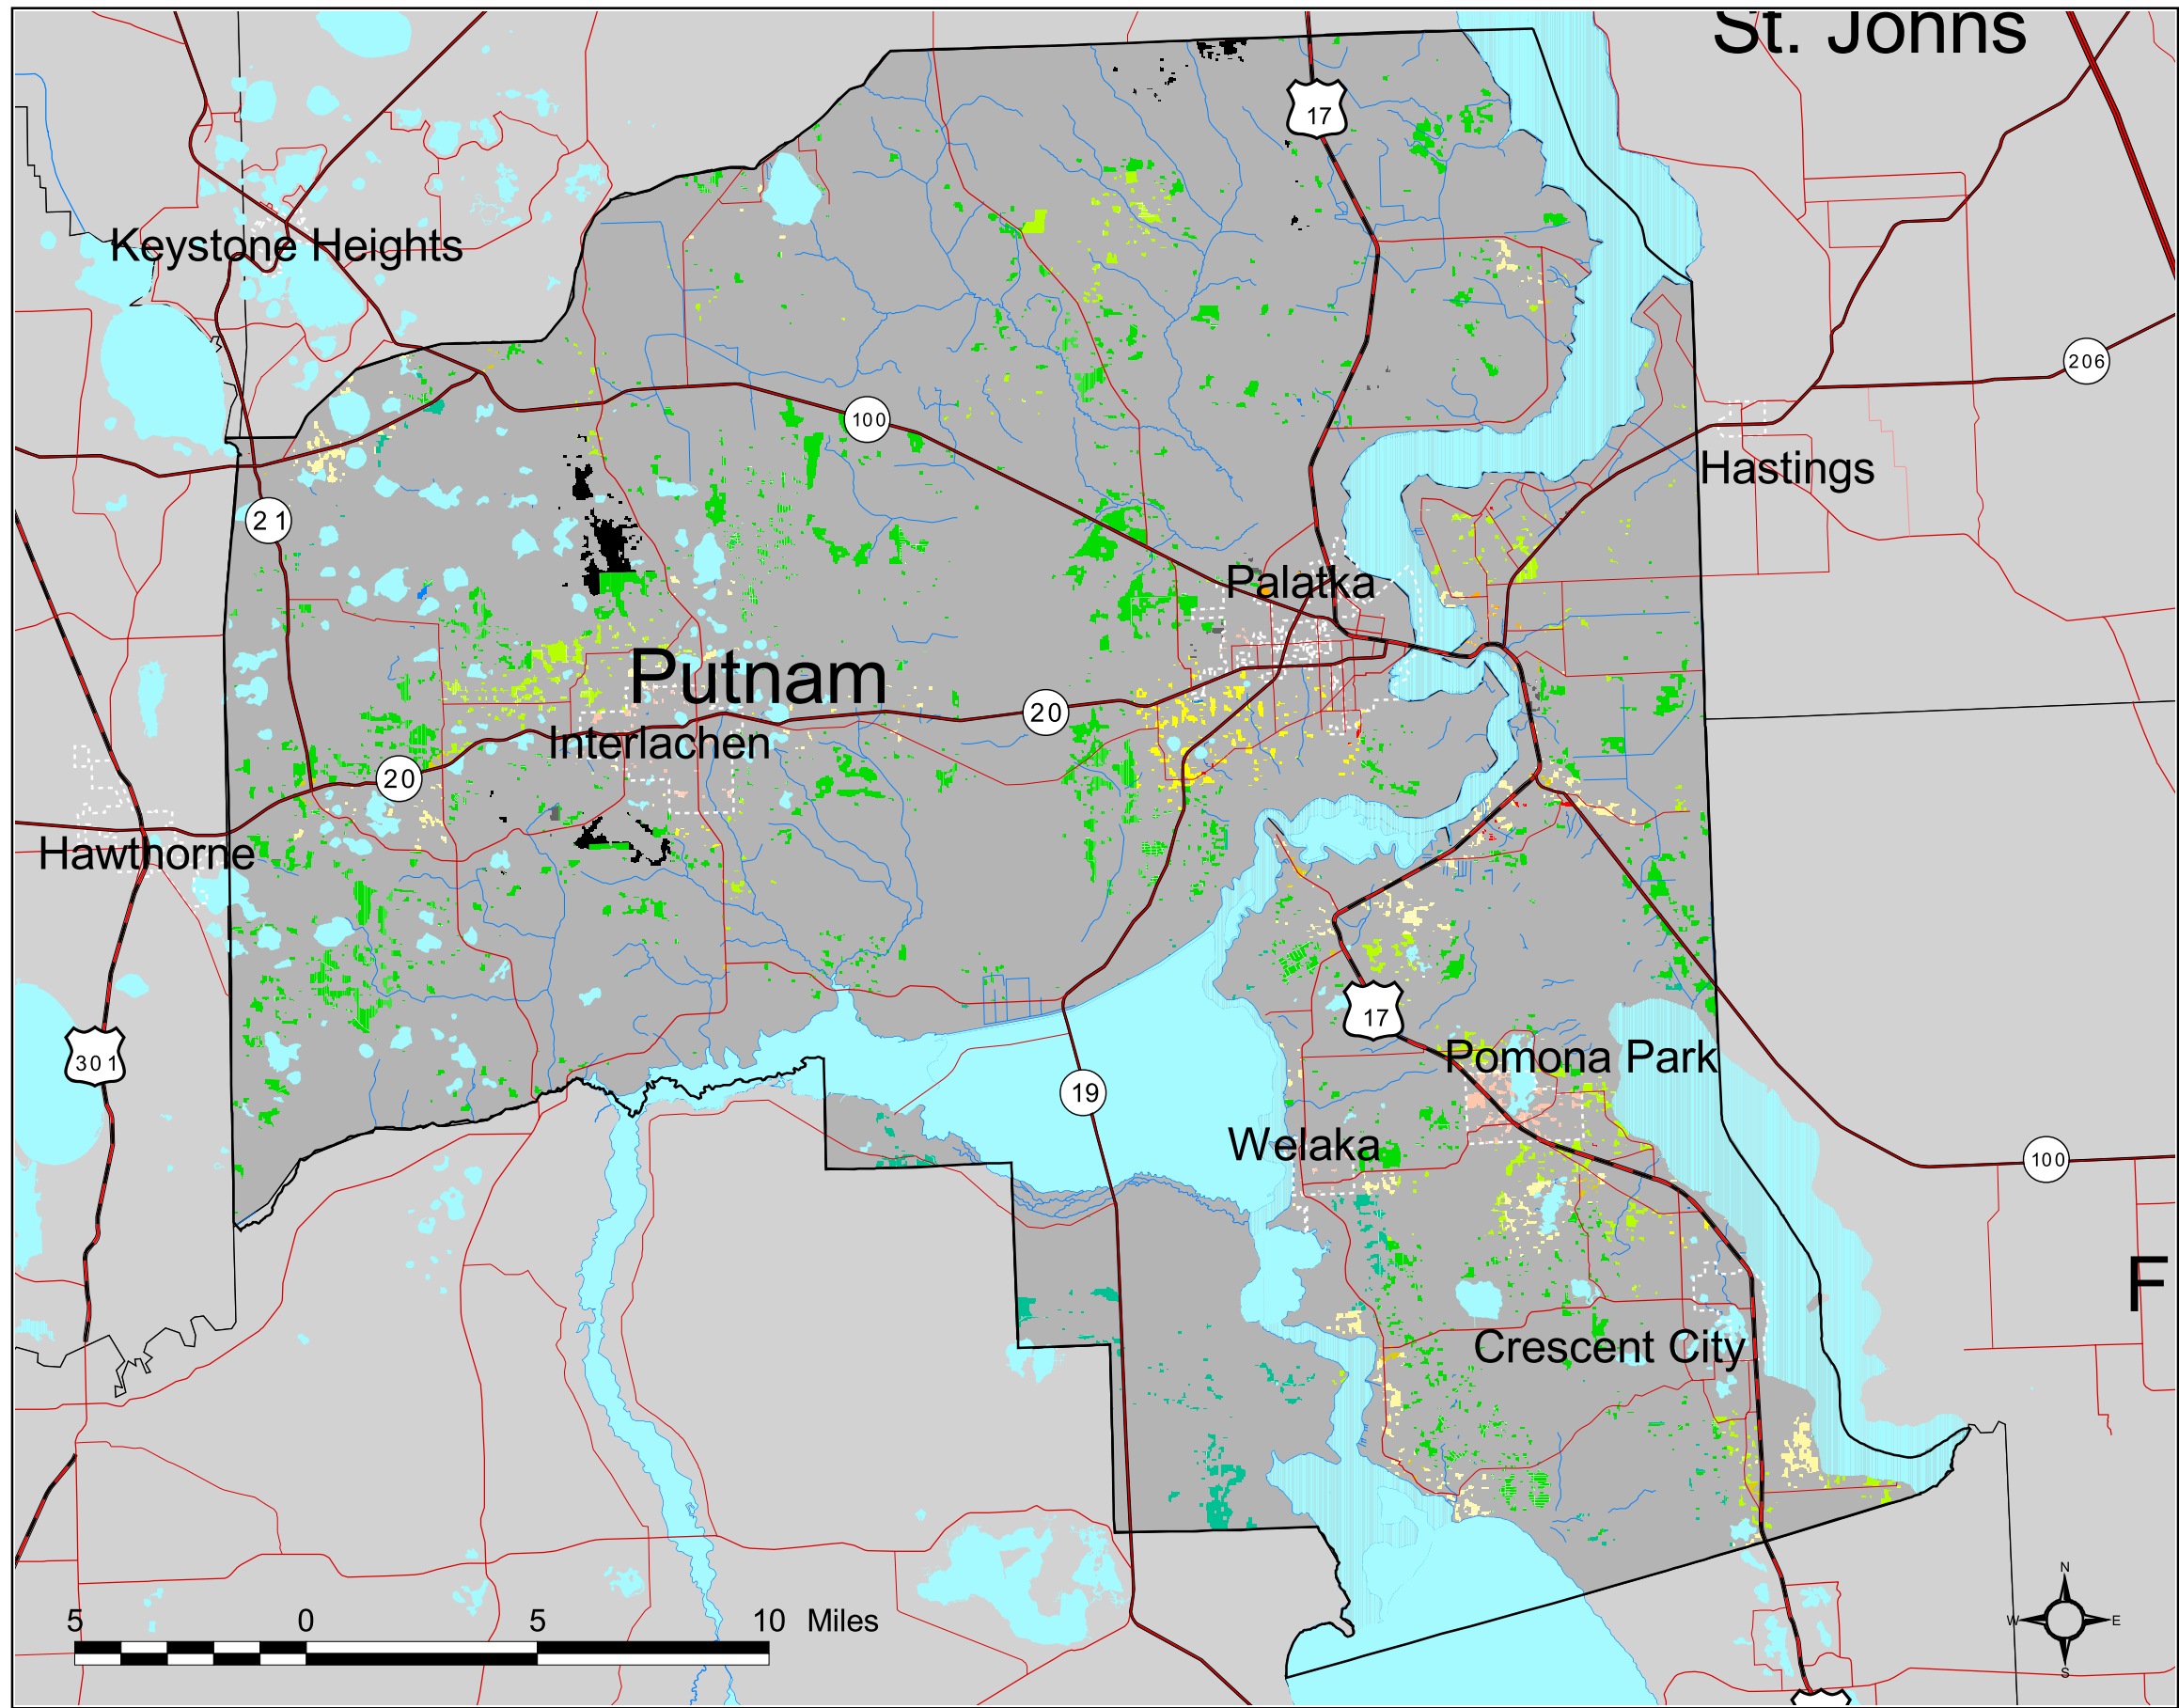 St. Johns
17
Keystone Heights
206
100
Hastings
21
Palatka
Putnam
20
Interlachen
20
Hawthorne
17
301
Pomona Park
19
Welaka
100
F
Crescent City
N
W E
S
5 0 5 10 Miles